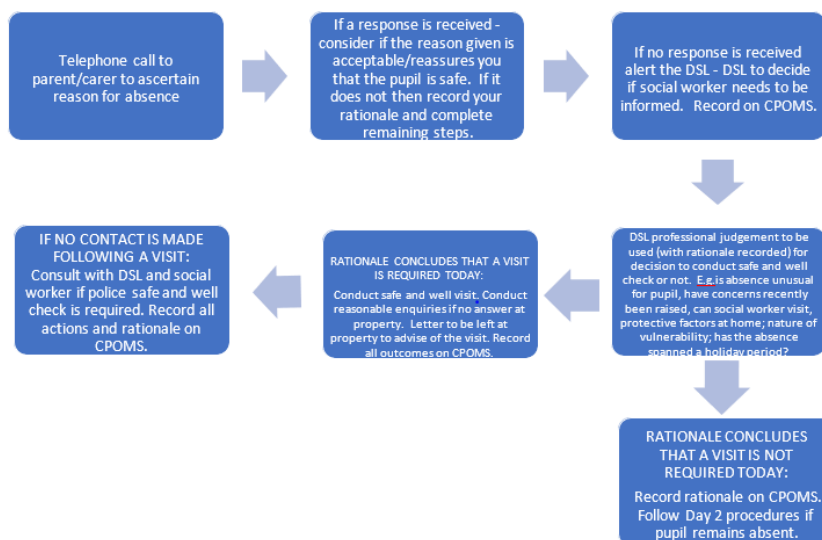 Telephone call to
parent/carer to ascertain
reason for absence
If a response is received -
consider if the reason given is
acceptable/reassures you
that the pupil is safe.  If it
does not then record your
rationale and complete
remaining steps.
If no response is received
alert the DSL - DSL to decide
if social worker needs to be
informed.   Record on CPOMS.
DSL professional judgement to be
used (with rationale recorded) for
decision to conduct safe and well
check or not.  E.g.is absence unusual
for pupil, have concerns recently
been raised, can social worker visit,
protective factors at home; nature of
vulnerability; has the absence
spanned a holiday period?
RATIONALE  CONCLUDES THAT A VISIT
IS REQUIRED TODAY:
Conduct safe and well visit. Conduct
reasonable enquiries if no answer at
property.  Letter to be left at
property to advise of the visit. Record
all outcomes on CPOMS.
IF NO CONTACT IS MADE
FOLLOWING A VISIT:
Consult with DSL and social
worker if police safe and well
check is required. Record all
actions and rationale on
CPOMS.
RATIONALE CONCLUDES
THAT A VISIT IS NOT
REQUIRED TODAY:
Record rationale on CPOMS.
Follow Day 2 procedures if
pupil remains absent.